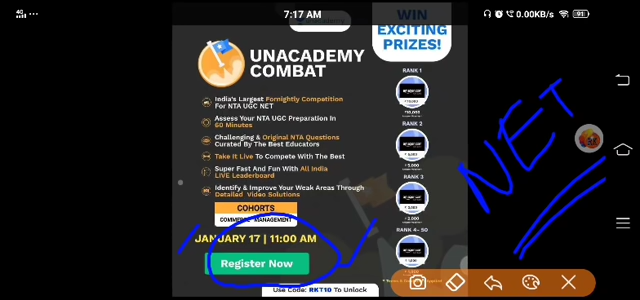 4G
7:17 AM
0.00KB/s
91
WIN
EXCITING
PRIZES!
UNACADEMY
COMBAT
India's Largest Fornightly Competition
For NTA UGC NET
Assess Your NTA UGC Preparation In
60 Minutes
Challenging & Original NTA Questions
Curated By The Best Educators
Take It Live To Compete With The Best
Super Fast And Fun With All India
LIVE Leaderboard
Identify & Improve Your Weak Areas Through
Detailed Video Solutions
COHORTS
COMMERCE MANAGEMENT
JANUARY 17 | 11:00 AM
Register Now
Use Code: RKT10 To Unlock
RANK 1
RANK 2
RANK 3
RANK 4- 50
NET